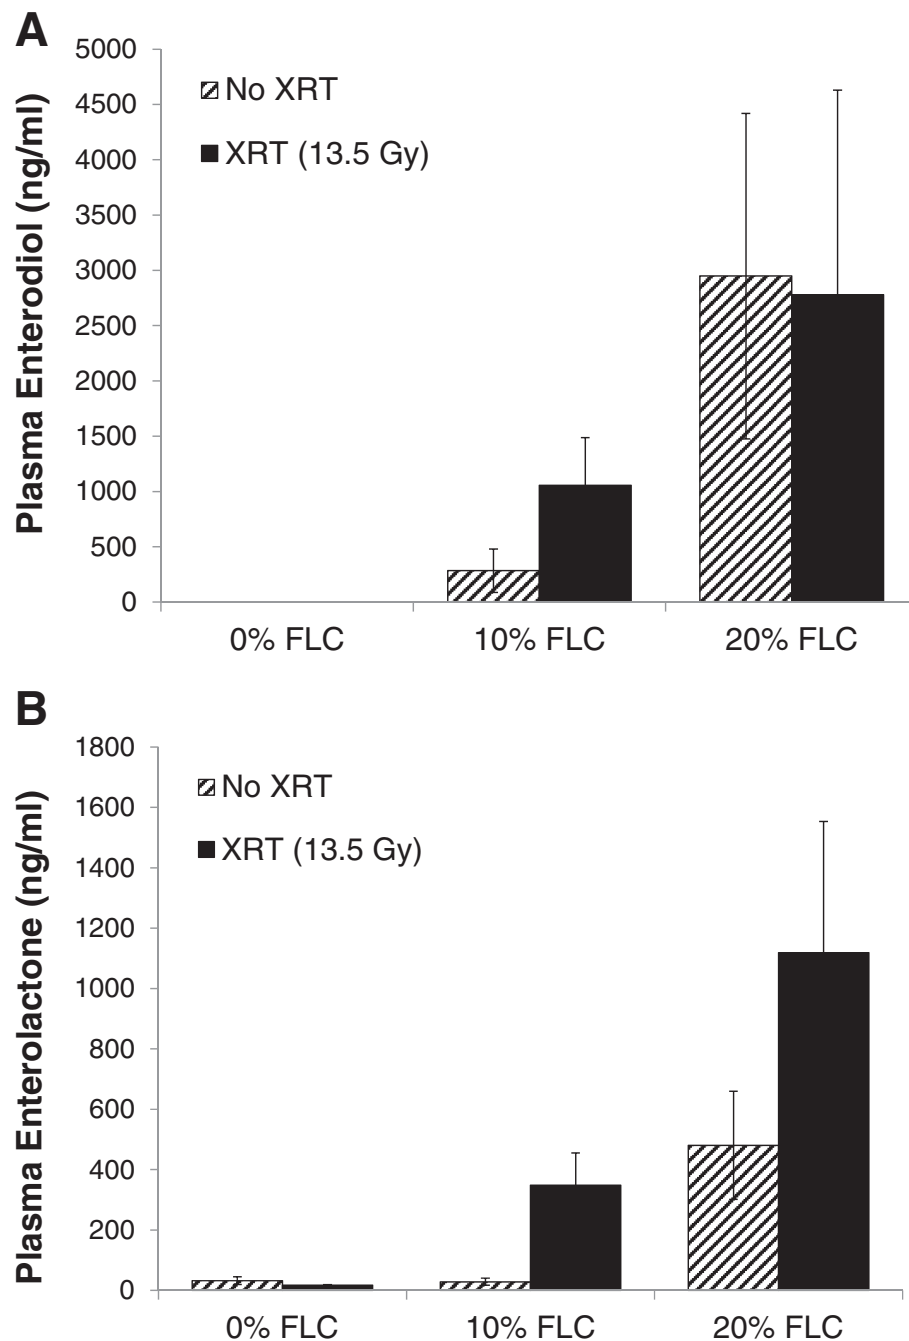 A
Plasma Enterodiol (ng/ml)
5000
4500
4000
3500
3000
2500
2000
1500
1000
500
0
No XRT
XRT (13.5 Gy)
0% FLC 10% FLC 20% FLC
B
Plasma Enterolactone (ng/ml)
1800
1600
1400
1200
1000
800
600
400
200
0
No XRT
XRT (13.5 Gy)
0% FLC 10% FLC 20% FLC